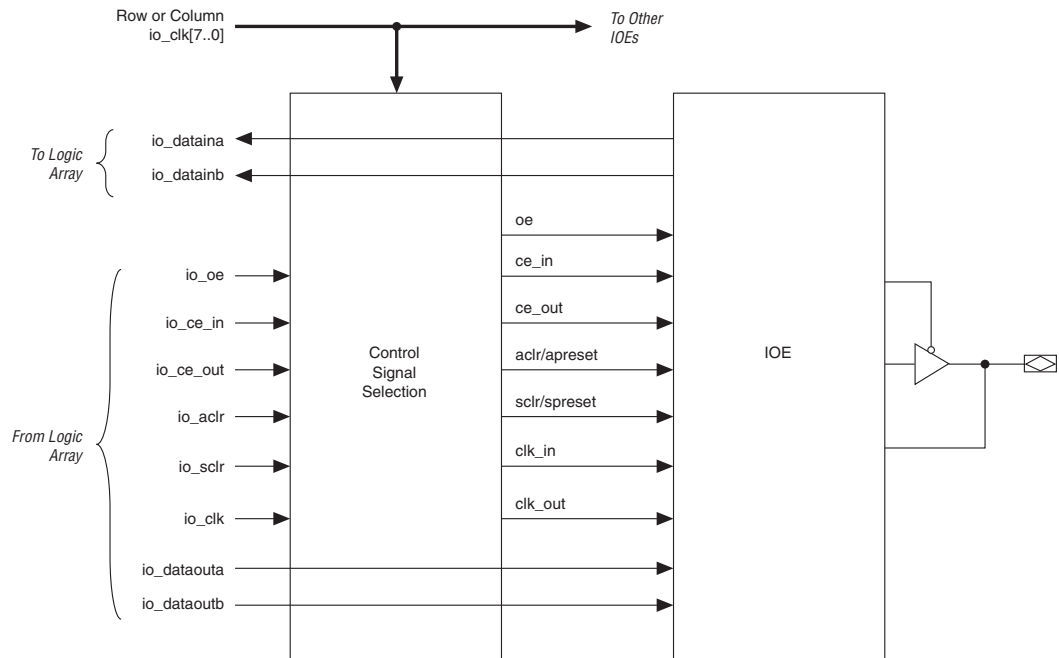 Row or Column
io_clk[7..0]
To Other
IOEs
To Logic
Array
io_dataina
io_datainb
From Logic
Array
io_oe
io_ce_in
io_ce_out
io_aclr
io_sclr
io_clk
io_dataouta
io_dataoutb
Control
Signal
Selection
oe
ce_in
ce_out
aclr/apreset
sclr/spreset
clk_in
clk_out
IOE